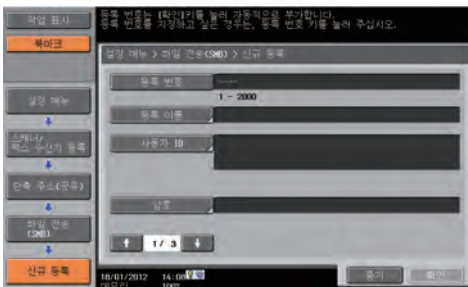 작업 표시
등록 번호는 [확인]키를 눌러 자동적으로 부가합니다.
등록 번호를 지정하고 싶은 경우는, 등록 번호 키를 눌러 주십시오.
북마크
설정 메뉴 > 파일 전송(SMB) > 신규 등록
등록 번호
1 - 2000
설정 메뉴
등록 이름
스캐너/
팩스 수신기 등록
사용자 ID
단축 주소(공유)
암호
파일 전송
(SMB)
1/ 3
신규 등록
18/01/2012 14:08
메모리 100%
중지
확인